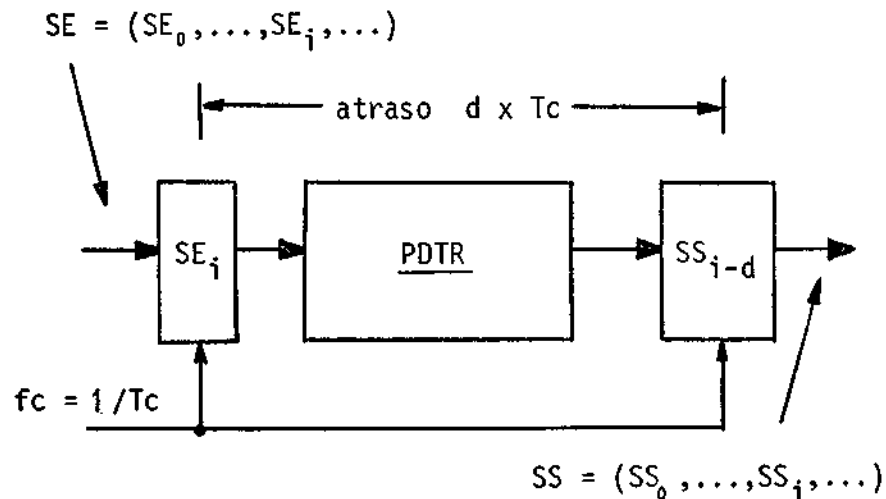 SE = (SE₀,...,SEᵢ,...)
atraso d x Tc
SEᵢ
PDTR
SSᵢ₋d
fc = 1/Tc
SS = (SS₀,...,SSᵢ,...)